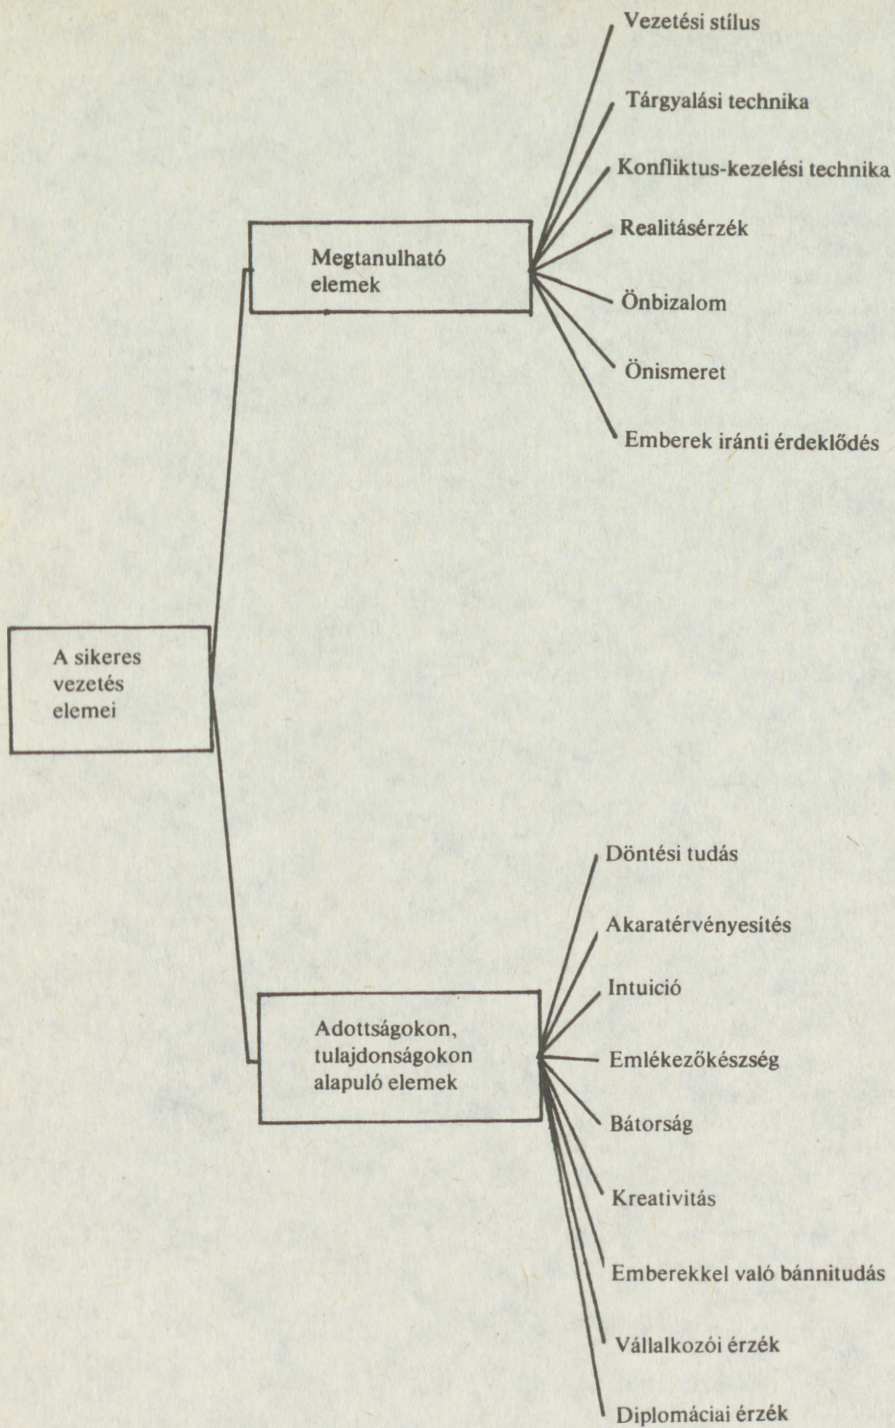 Vezetési stílus
Tárgyalási technika
Konfliktus-kezelési technika
Realitásérzék
Önbizalom
Önismeret
Emberek iránti érdeklődés
Megtanulható
elemek
A sikeres
vezetés
elemei
Döntési tudás
Akaratérvényesítés
Intuició
Emlékezőkészség
Bátorság
Kreativitás
Emberekkel való bánnitudás
Vállalkozói érzék
Diplomáciai érzék
Adottságokon,
tulajdonságokon
alapuló elemek